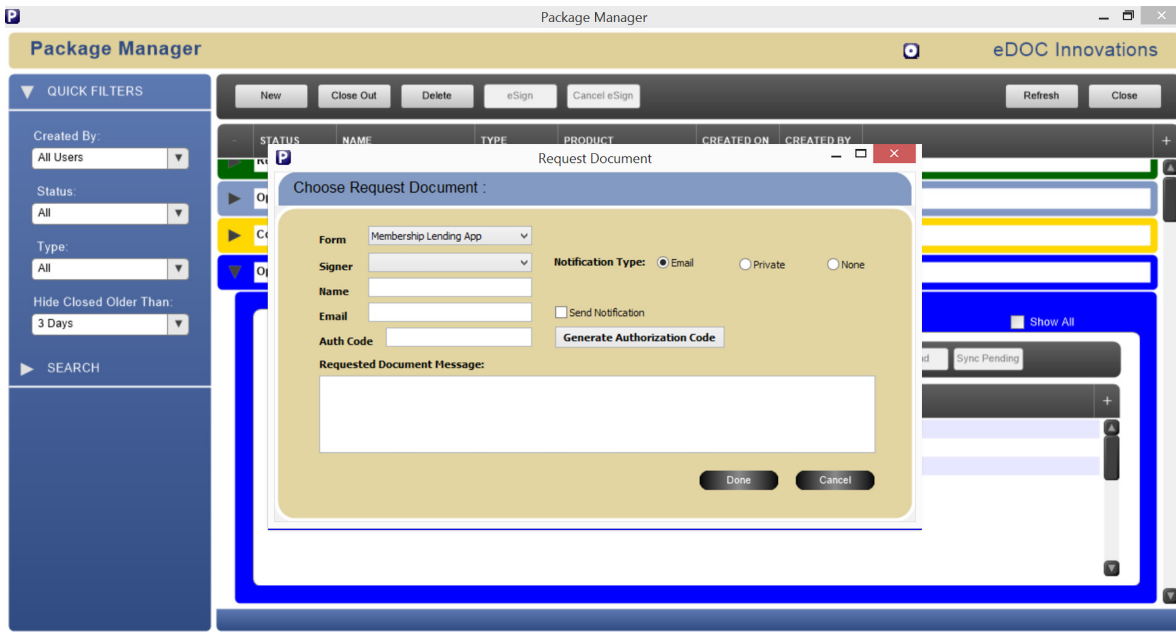 Package Manager
Package Manager
eDOC Innovations
QUICK FILTERS
New
Close Out
Delete
eSign
Cancel eSign
Refresh
Close
Created By:
All Users
Status:
All
Type:
All
Hide Closed Older Than:
3 Days
SEARCH
STATUS NAME TYPE PRODUCT CREATED ON CREATED BY
Request Document
Choose Request Document :
Form Membership Lending App
Signer
Notification Type: Email Private None
Name
Email
Send Notification
Auth Code
Generate Authorization Code
Requested Document Message:
Done
Cancel
Show All
Sync Pending